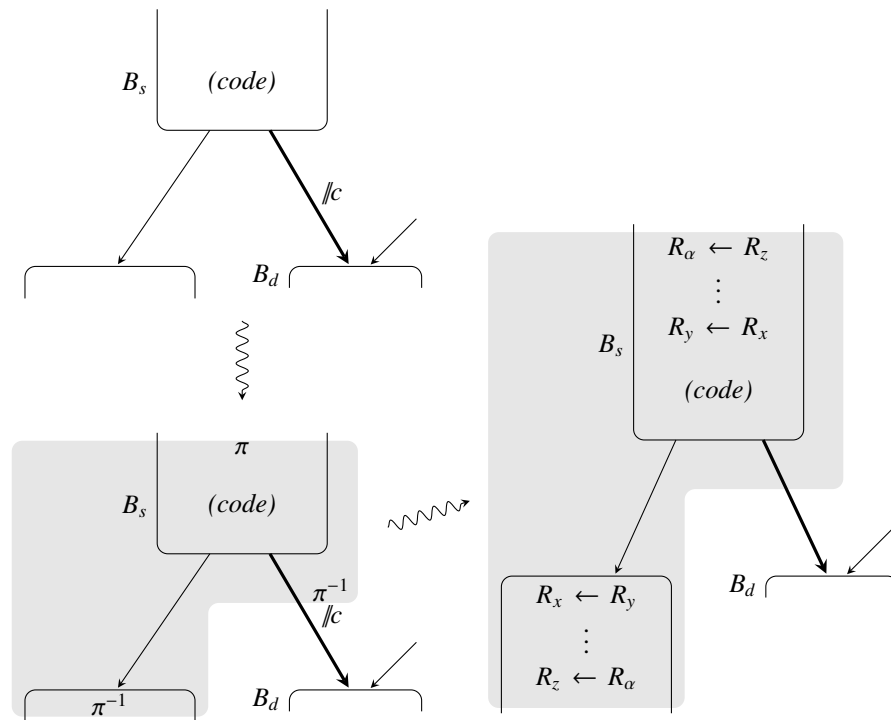 B_s (code)
//c
B_d
π
B_s (code)
π⁻¹
//c
B_d
π⁻¹
R_α ← R_z
⋮
R_y ← R_x
B_s
(code)
B_d
R_x ← R_y
⋮
R_z ← R_α